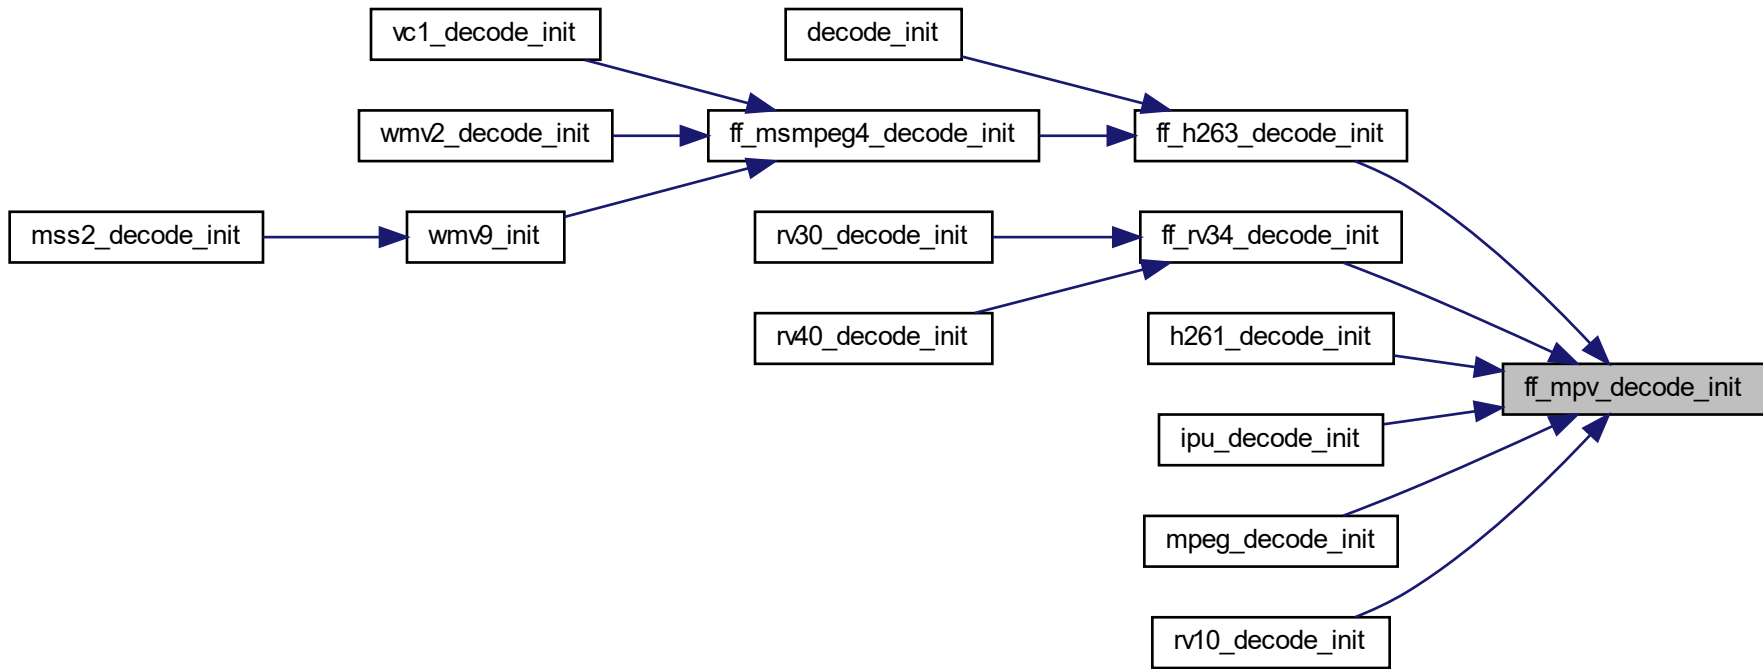 vc1_decode_init
decode_init
wmv2_decode_init
ff_msmpeg4_decode_init
ff_h263_decode_init
mss2_decode_init
wmv9_init
rv30_decode_init
ff_rv34_decode_init
rv40_decode_init
h261_decode_init
ff_mpv_decode_init
ipu_decode_init
mpeg_decode_init
rv10_decode_init